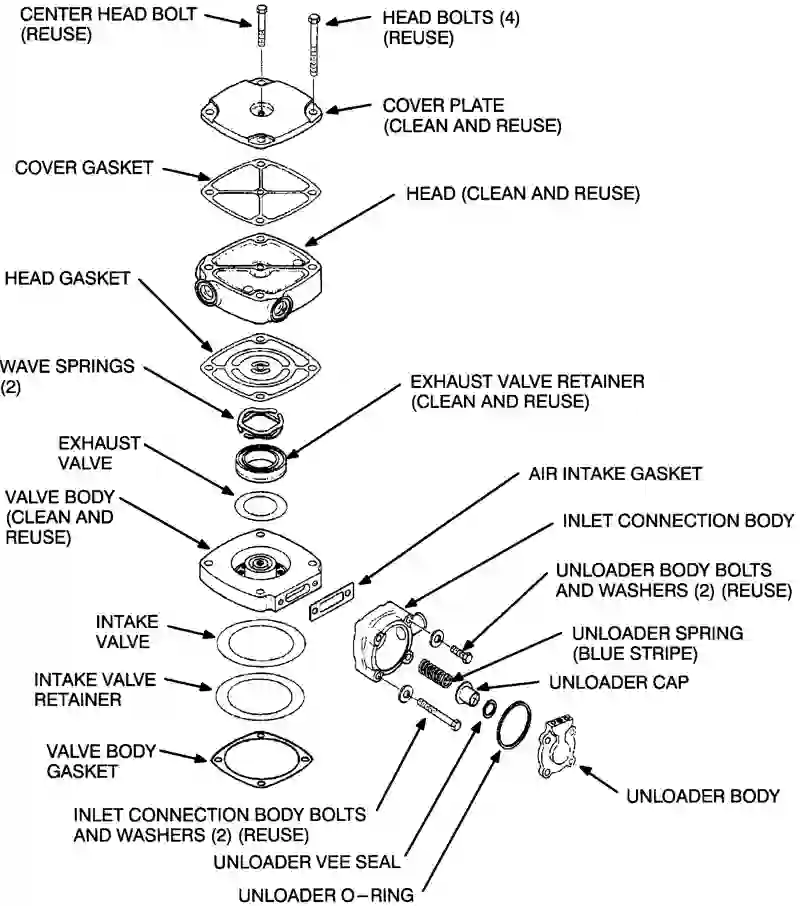 CENTER HEAD BOLT
(REUSE)
HEAD BOLTS (4)
(REUSE)
COVER PLATE
(CLEAN AND REUSE)
COVER GASKET
HEAD (CLEAN AND REUSE)
HEAD GASKET
WAVE SPRINGS
(2)
EXHAUST VALVE RETAINER
(CLEAN AND REUSE)
EXHAUST
VALVE
AIR INTAKE GASKET
VALVE BODY
(CLEAN AND
REUSE)
INLET CONNECTION BODY
UNLOADER BODY BOLTS
AND WASHERS (2) (REUSE)
INTAKE
VALVE
UNLOADER SPRING
(BLUE STRIPE)
INTAKE VALVE
RETAINER
UNLOADER CAP
VALVE BODY
GASKET
UNLOADER BODY
INLET CONNECTION BODY BOLTS
AND WASHERS (2) (REUSE)
UNLOADER VEE SEAL
UNLOADER O-RING